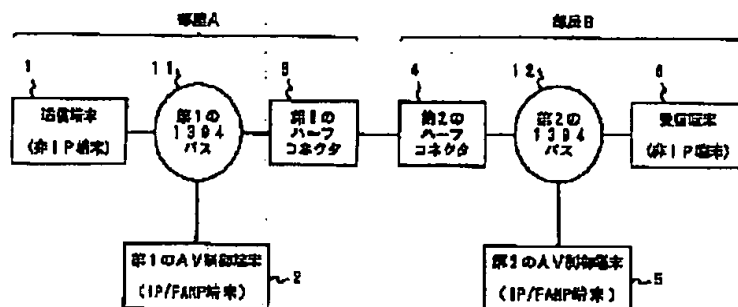 部屋A
部屋B
1
11
3
4
12
6
送信端末
(非IP端末)
第1の
1394
バス
第1の
ハーフ
コネクタ
第2の
ハーフ
コネクタ
第2の
1394
バス
受信端末
(非IP端末)
第1のAV制御端末
(IP/FANP端末)
2
第2のAV制御端末
(IP/FANP端末)
5